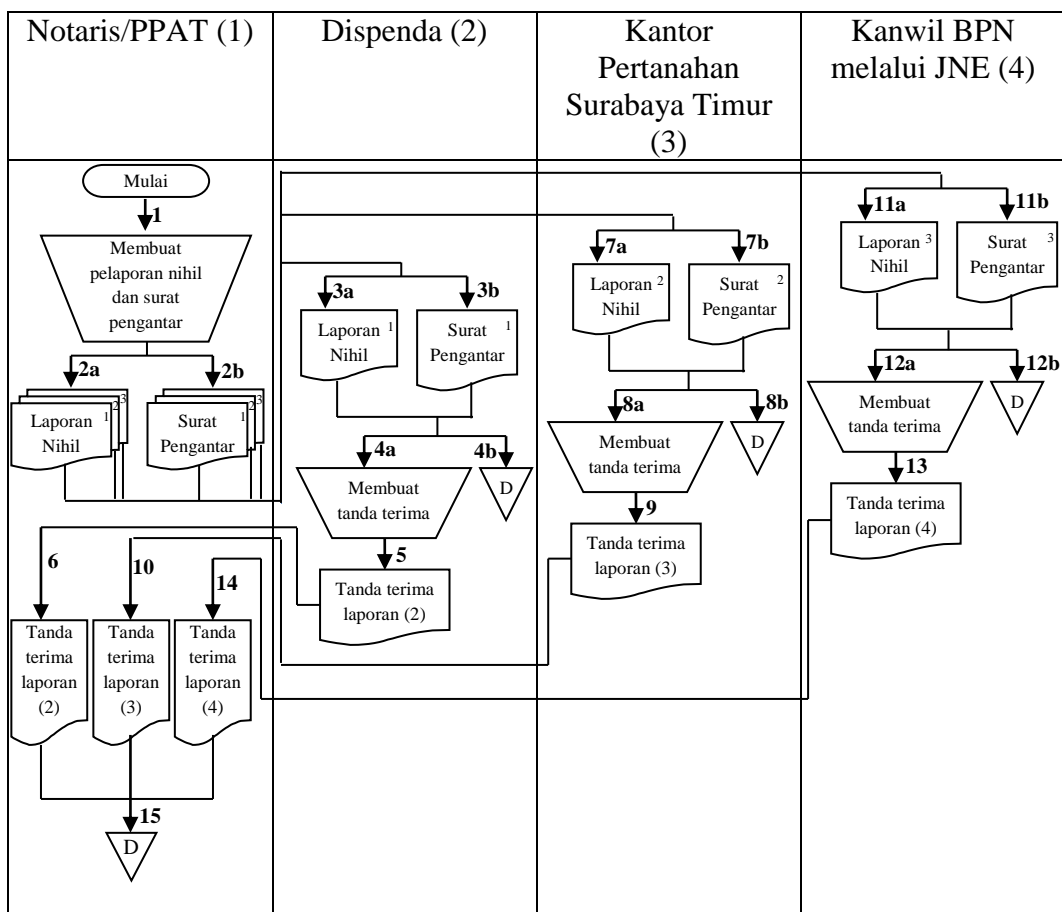 Notaris/PPAT (1)
Dispenda (2)
Kantor
Pertanahan
Surabaya Timur
(3)
Kanwil BPN
melalui JNE (4)
Mulai
1
Membuat
pelaporan nihil
dan surat
pengantar
2a
2b
Laporan 1
Nihil
2
3
Surat 1
Pengantar
2
3
6
10
14
Tanda
terima
laporan
(2)
Tanda
terima
laporan
(3)
Tanda
terima
laporan
(4)
15
D
3a
3b
Laporan 1
Nihil
Surat 1
Pengantar
4a
4b
Membuat
tanda terima
D
5
Tanda terima
laporan (2)
7a
7b
Laporan 2
Nihil
Surat 2
Pengantar
8a
8b
Membuat
tanda terima
D
9
Tanda terima
laporan (3)
11a
11b
Laporan 3
Nihil
Surat 3
Pengantar
12a
12b
Membuat
tanda terima
D
13
Tanda terima
laporan (4)